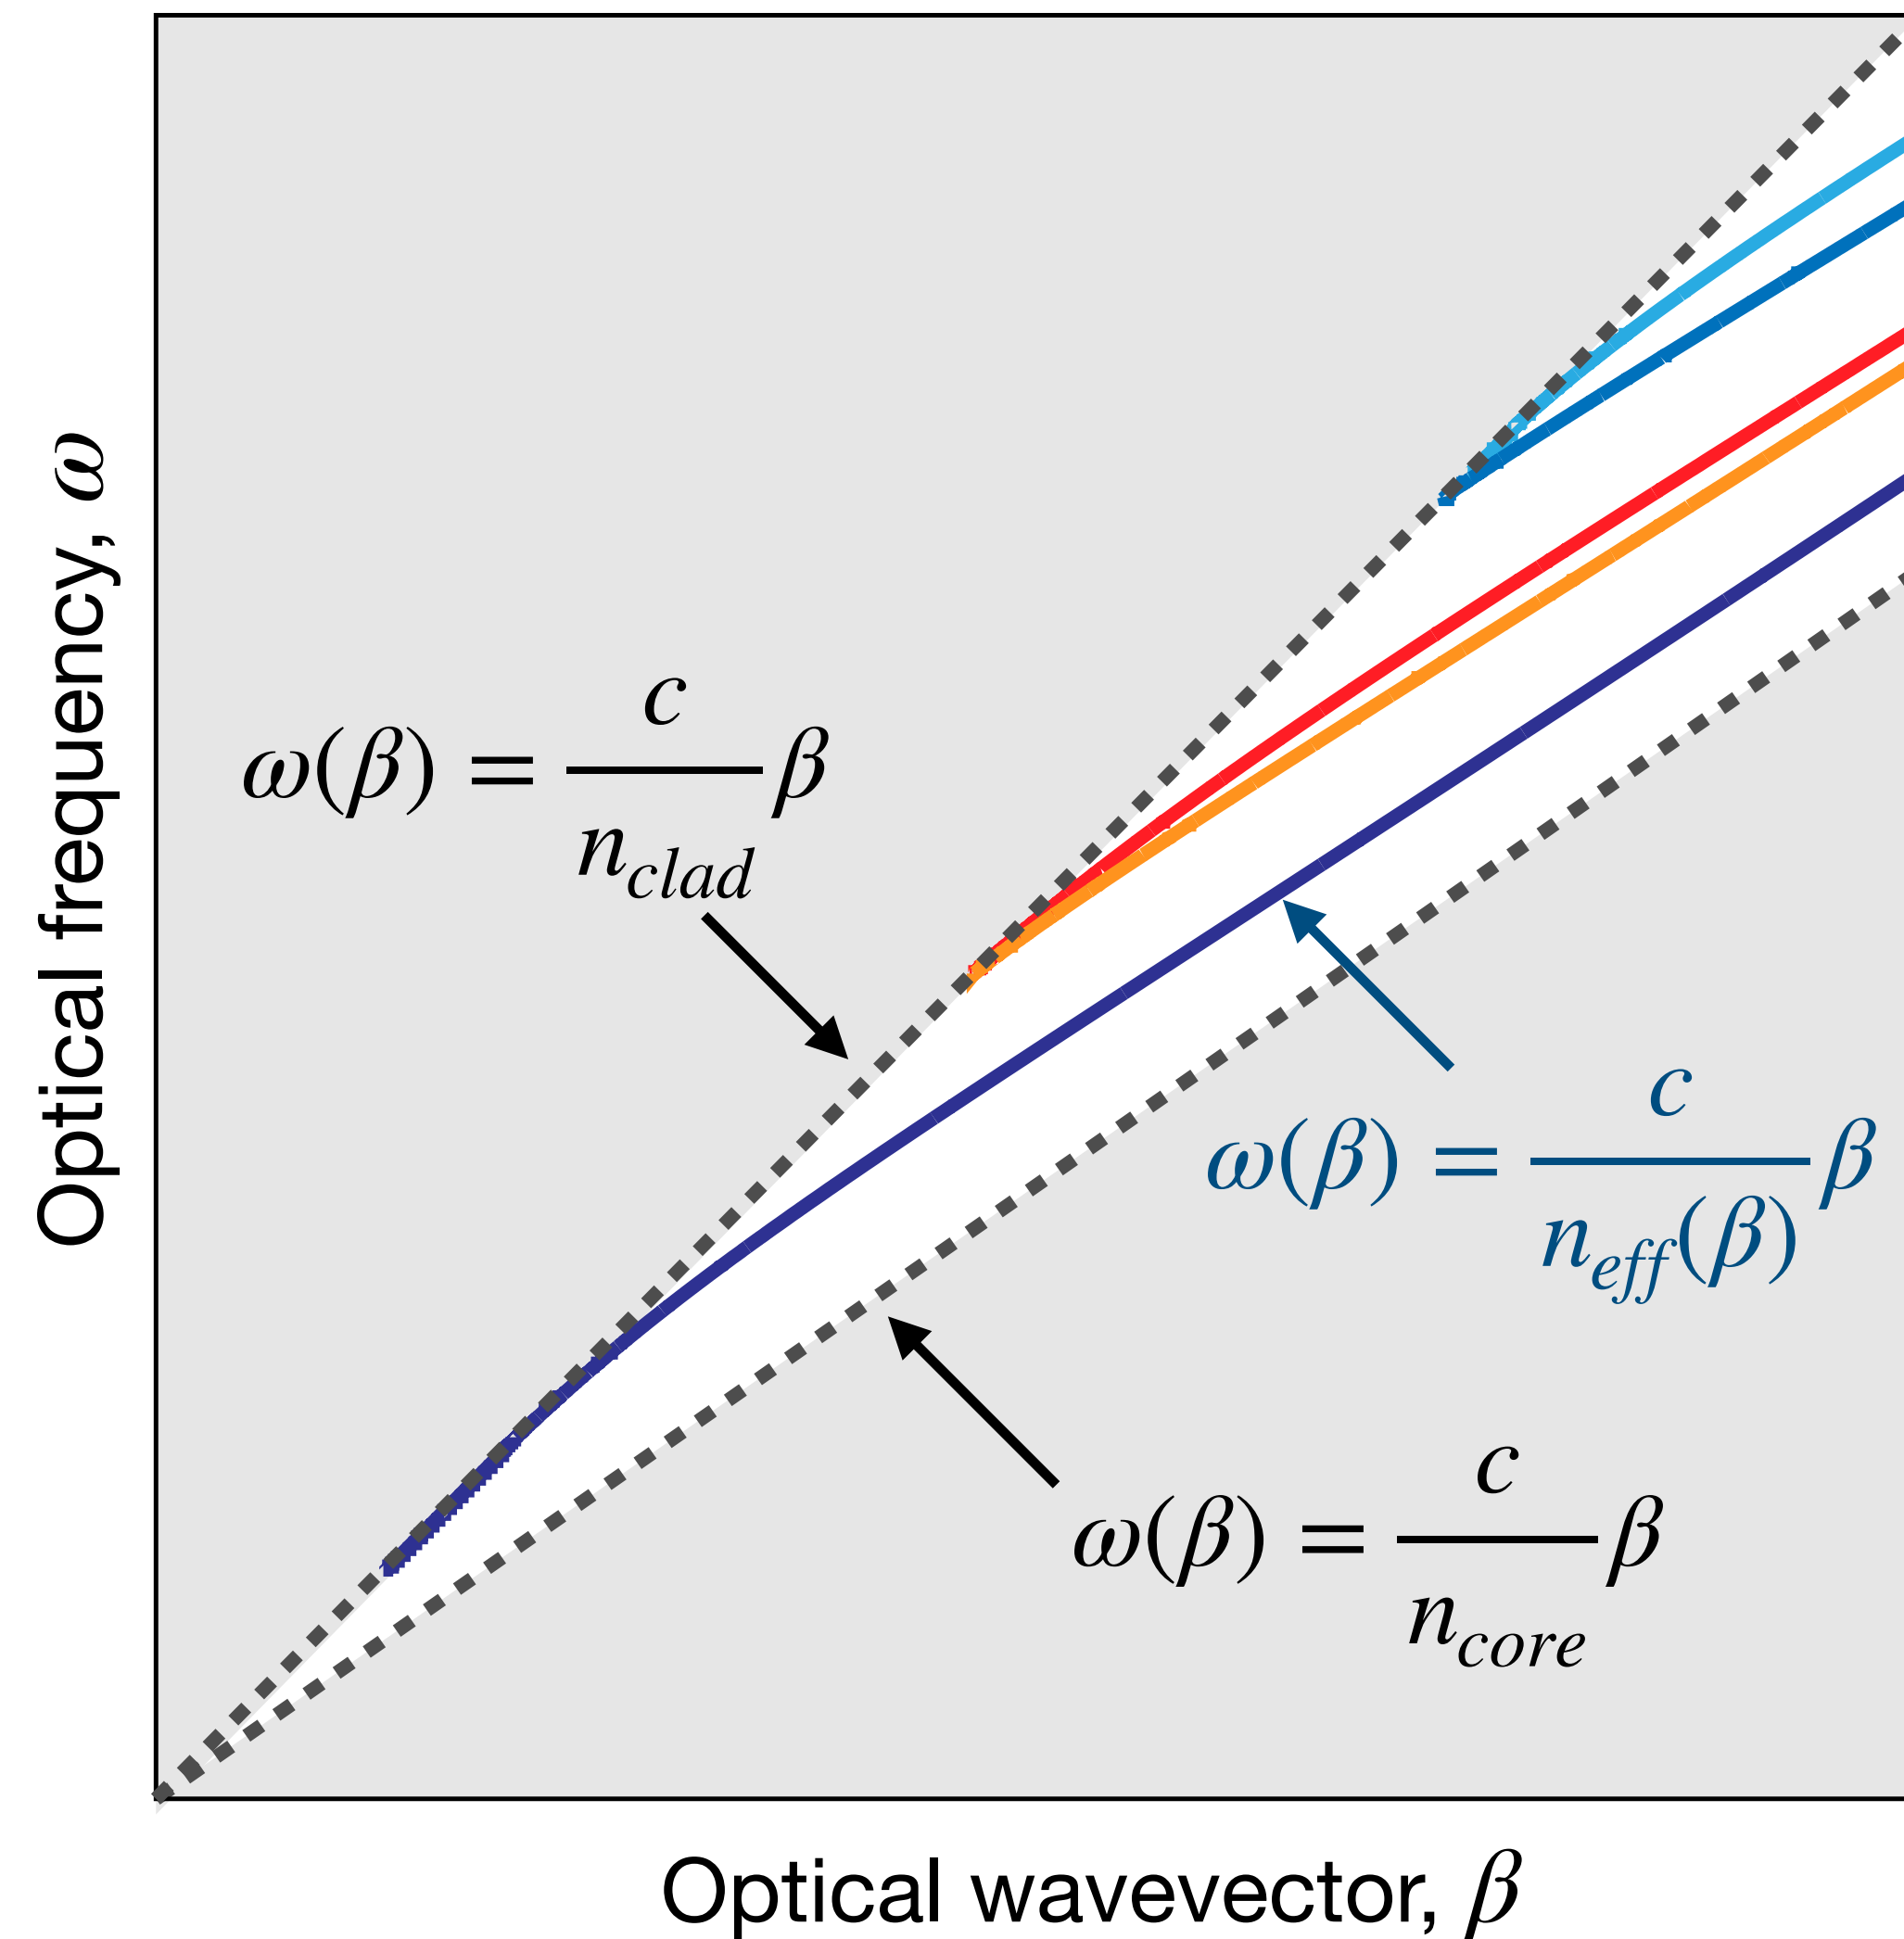 Optical frequency, ω
ω(β) = c/n_clad β
ω(β) = c/n_eff(β) β
ω(β) = c/n_core β
Optical wavevector, β